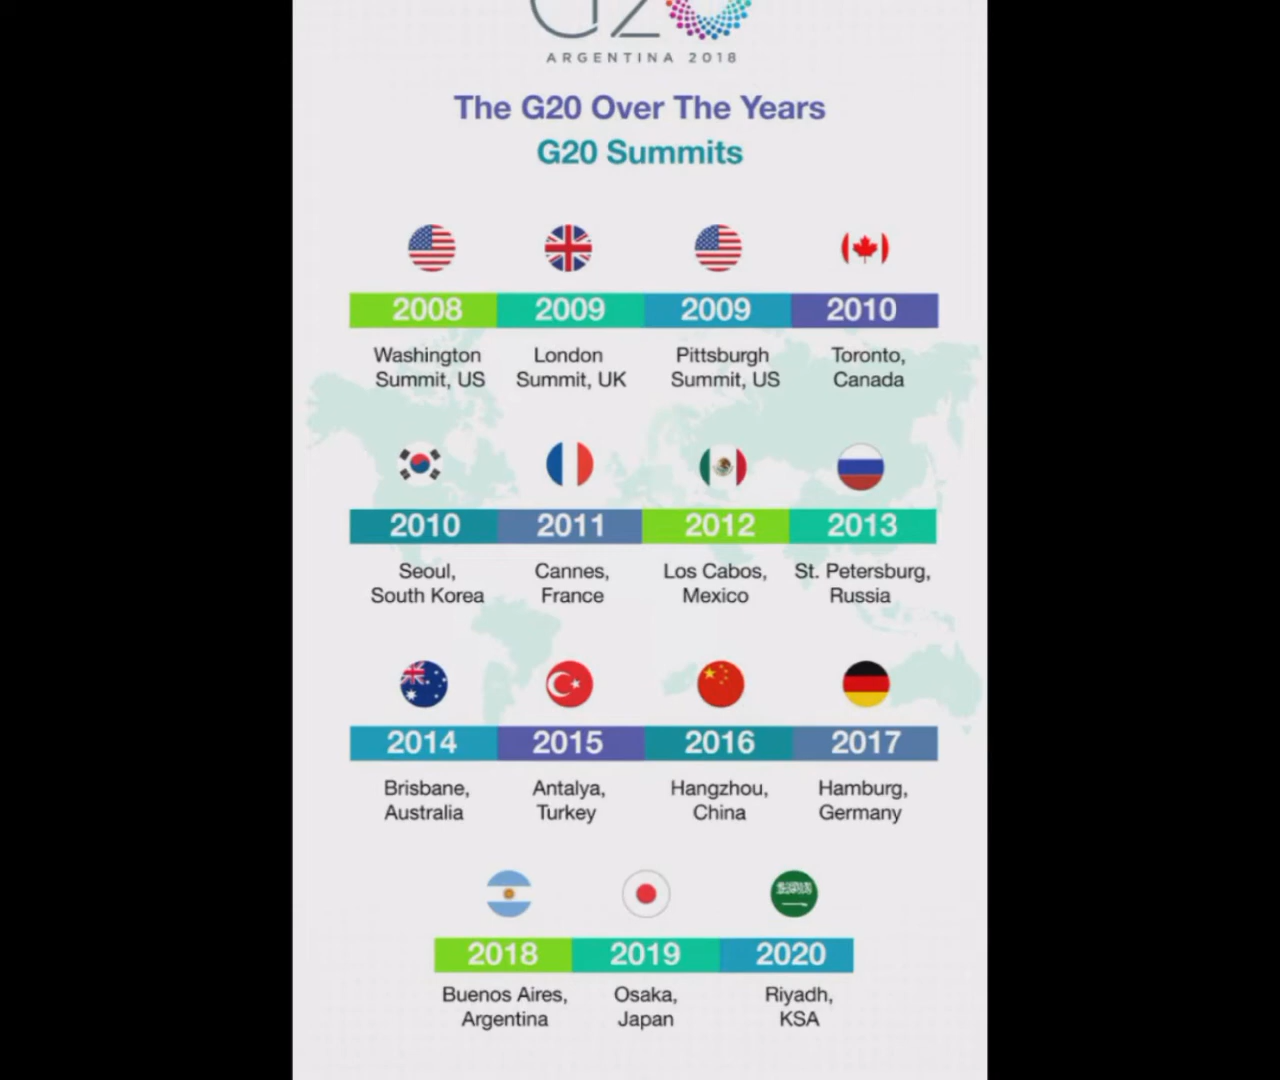 G20
ARGENTINA 2018
The G20 Over The Years
G20 Summits
2008 2009 2009 2010
Washington London Pittsburgh Toronto,
Summit, US Summit, UK Summit, US Canada
2010 2011 2012 2013
Seoul, Cannes, Los Cabos, St. Petersburg,
South Korea France Mexico Russia
2014 2015 2016 2017
Brisbane, Antalya, Hangzhou, Hamburg,
Australia Turkey China Germany
2018 2019 2020
Buenos Aires, Osaka, Riyadh,
Argentina Japan KSA